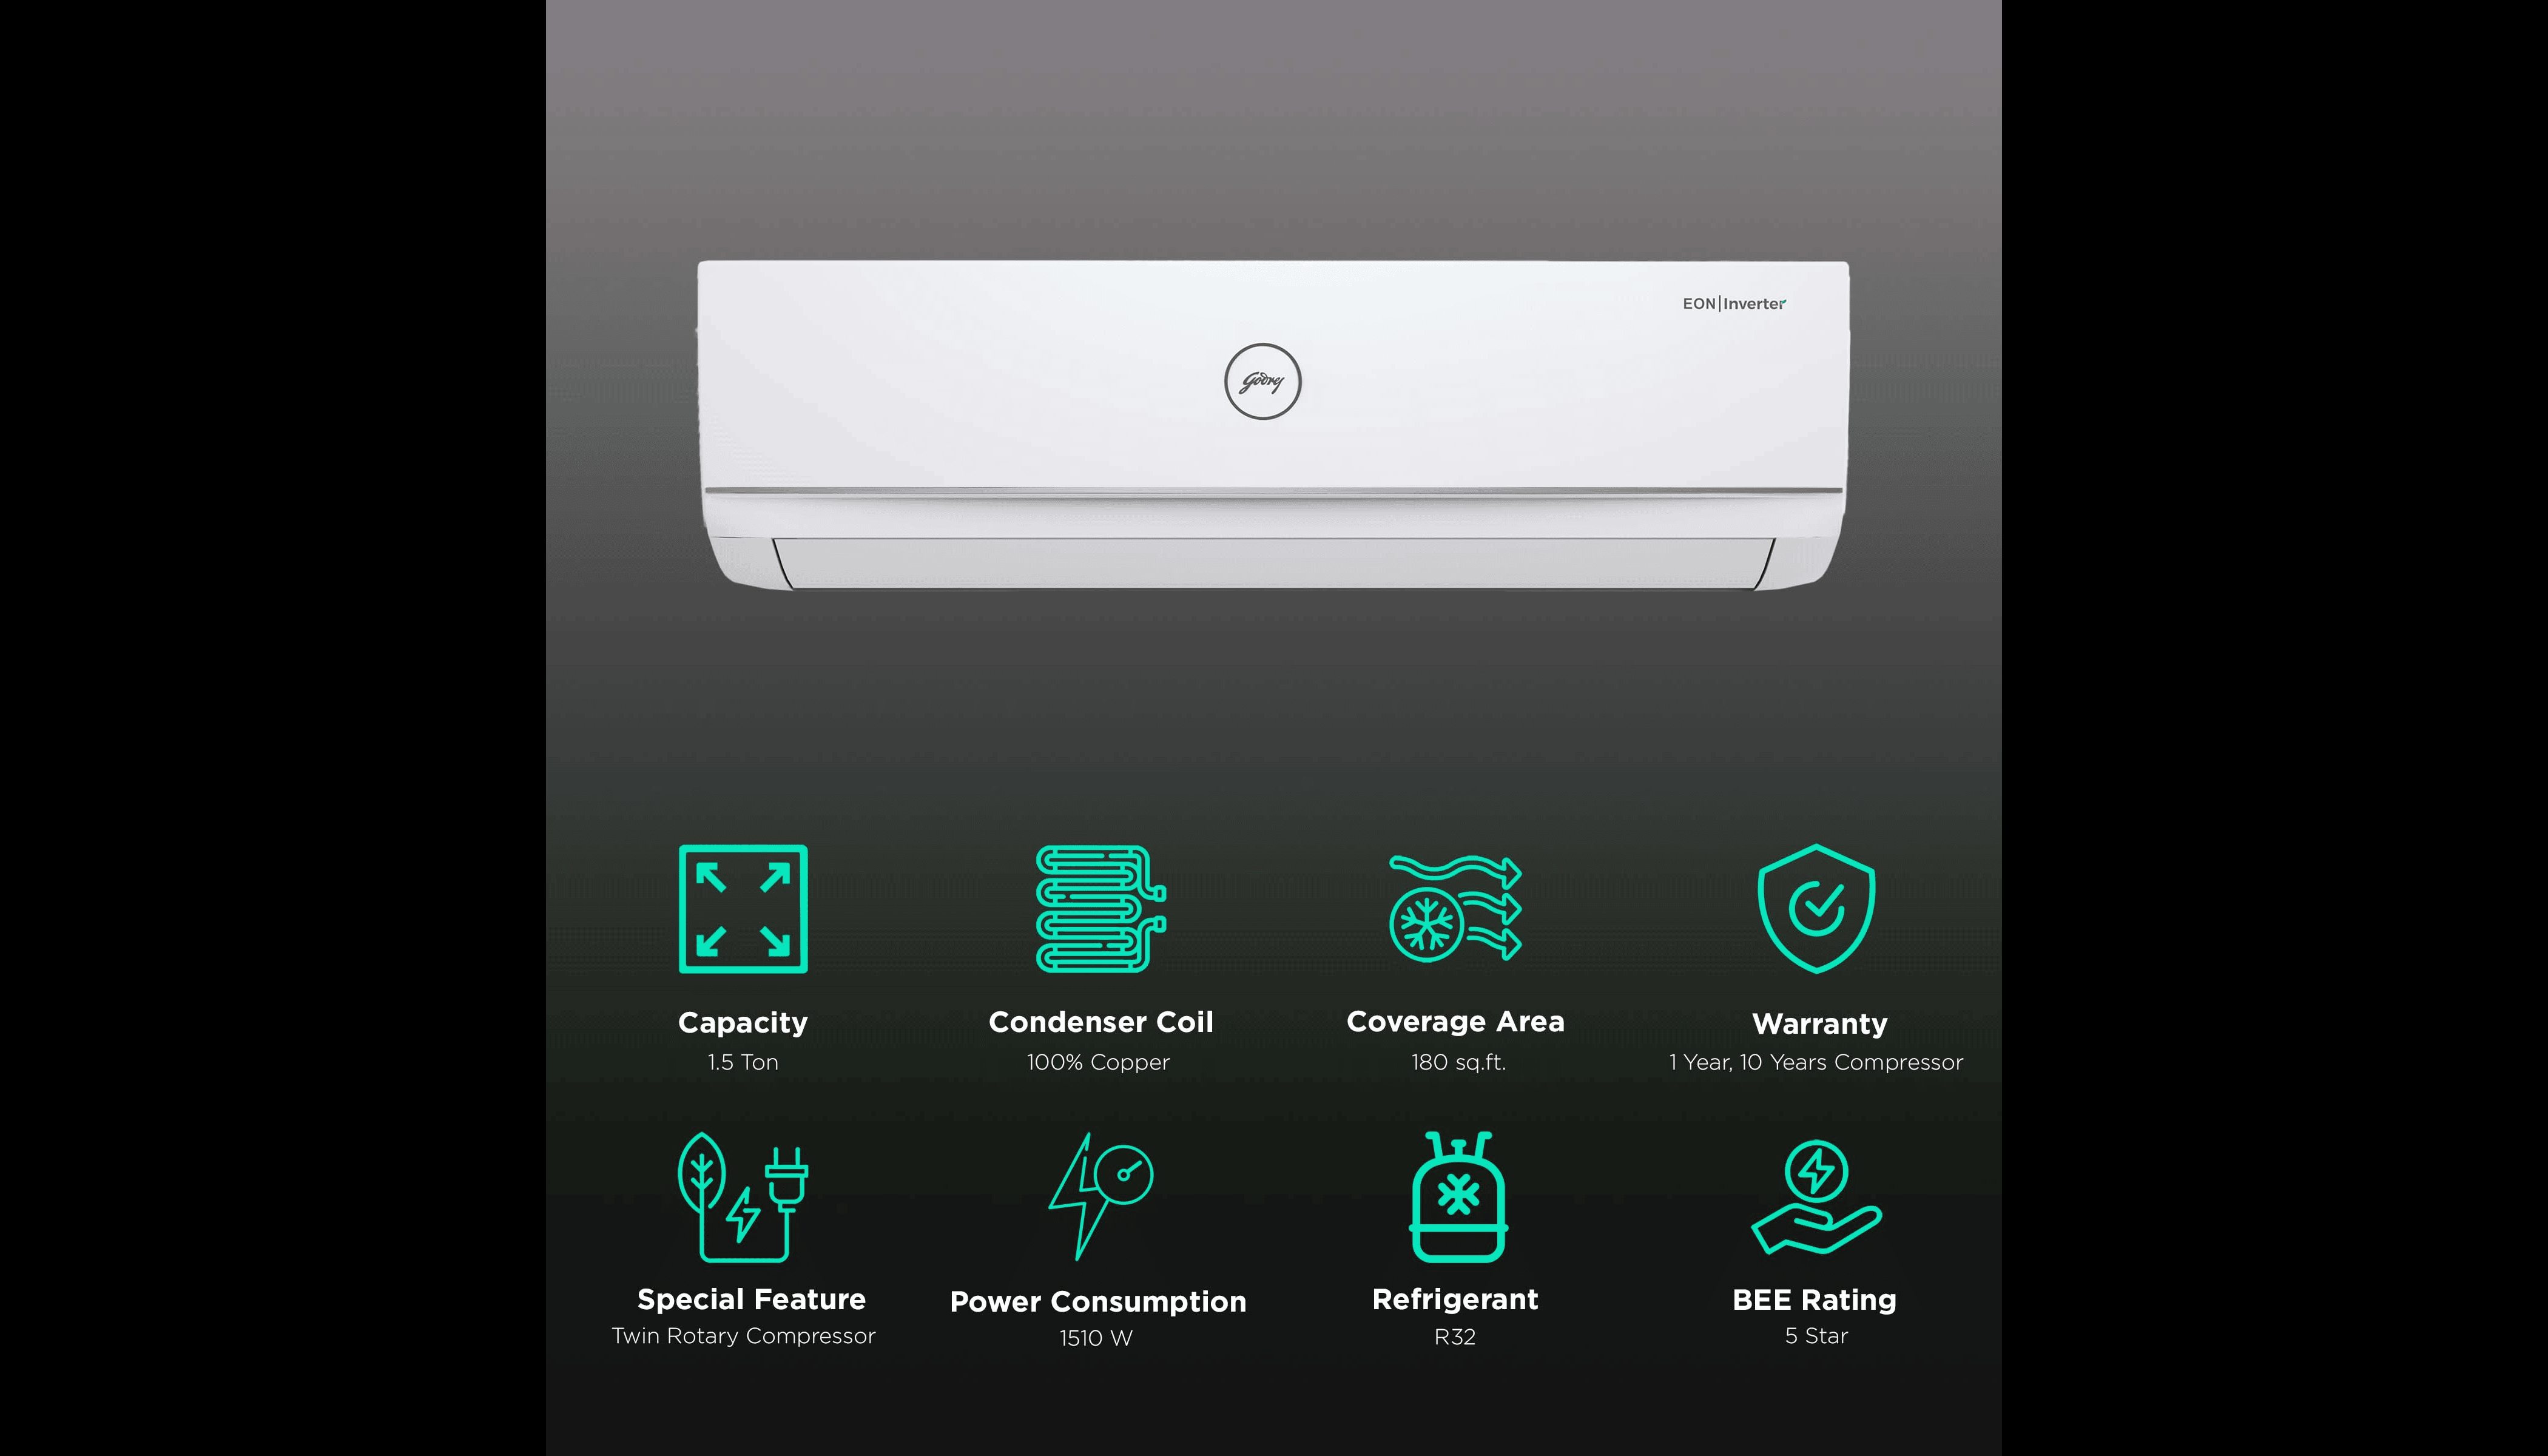 EON|Inverter
Godrej
Capacity
1.5 Ton
Condenser Coil
100% Copper
Coverage Area
180 sq.ft.
Warranty
1 Year, 10 Years Compressor
Special Feature
Twin Rotary Compressor
Power Consumption
1510 W
Refrigerant
R32
BEE Rating
5 Star